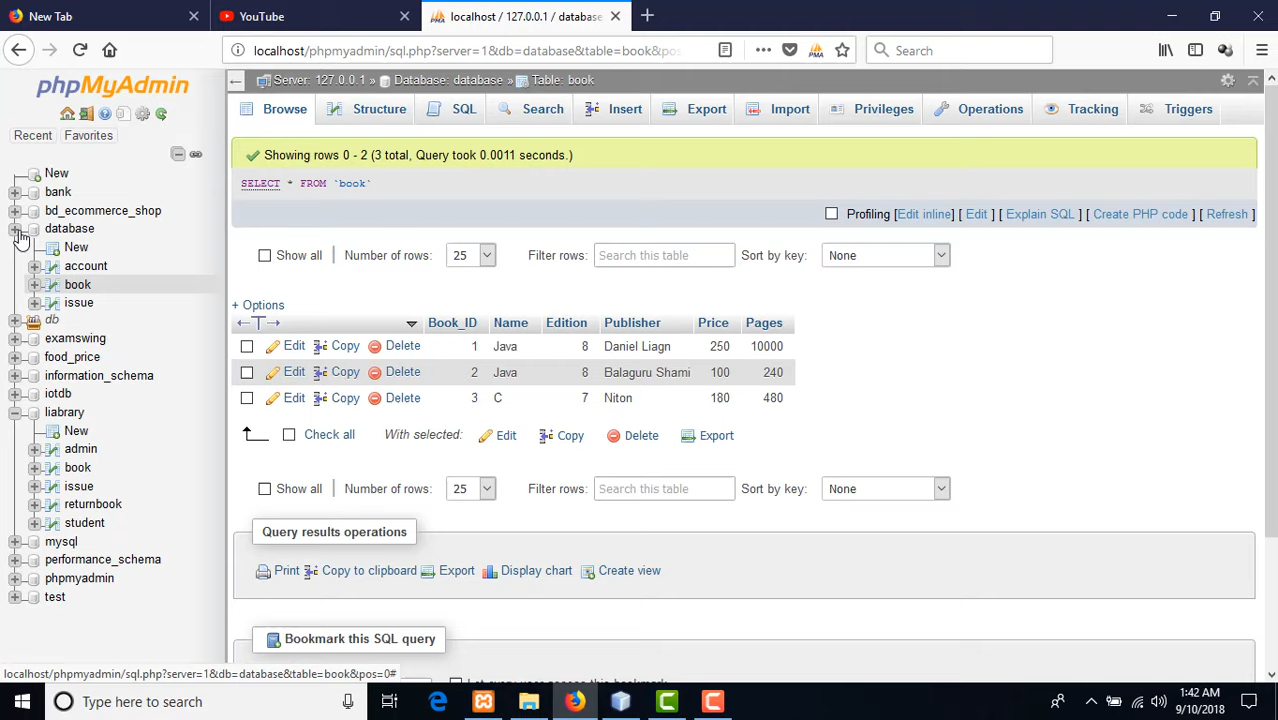 New Tab
YouTube
localhost / 127.0.0.1 / database
localhost/phpmyadmin/sql.php?server=1&db=database&table=book&pos
Search
phpMyAdmin
Recent
Favorites
New
bank
bd_ecommerce_shop
database
New
account
book
issue
db
examswing
food_price
information_schema
iotdb
liabrary
New
admin
book
issue
returnbook
student
mysql
performance_schema
phpmyadmin
test
Server: 127.0.0.1 » Database: database » Table: book
Browse Structure SQL Search Insert Export Import Privileges Operations Tracking Triggers
Showing rows 0 - 2 (3 total, Query took 0.0011 seconds.)
SELECT * FROM `book`
Profiling [Edit inline] [ Edit ] [ Explain SQL ] [ Create PHP code ] [ Refresh ]
Show all Number of rows: 25 Filter rows: Search this table Sort by key: None
+ Options
Book_ID Name Edition Publisher Price Pages
Edit Copy Delete 1 Java 8 Daniel Liagn 250 10000
Edit Copy Delete 2 Java 8 Balaguru Shami 100 240
Edit Copy Delete 3 C 7 Niton 180 480
Check all With selected: Edit Copy Delete Export
Show all Number of rows: 25 Filter rows: Search this table Sort by key: None
Query results operations
Print Copy to clipboard Export Display chart Create view
Bookmark this SQL query
localhost/phpmyadmin/sql.php?server=1&db=database&table=book&pos=0#
Type here to search
1:42 AM
9/10/2018